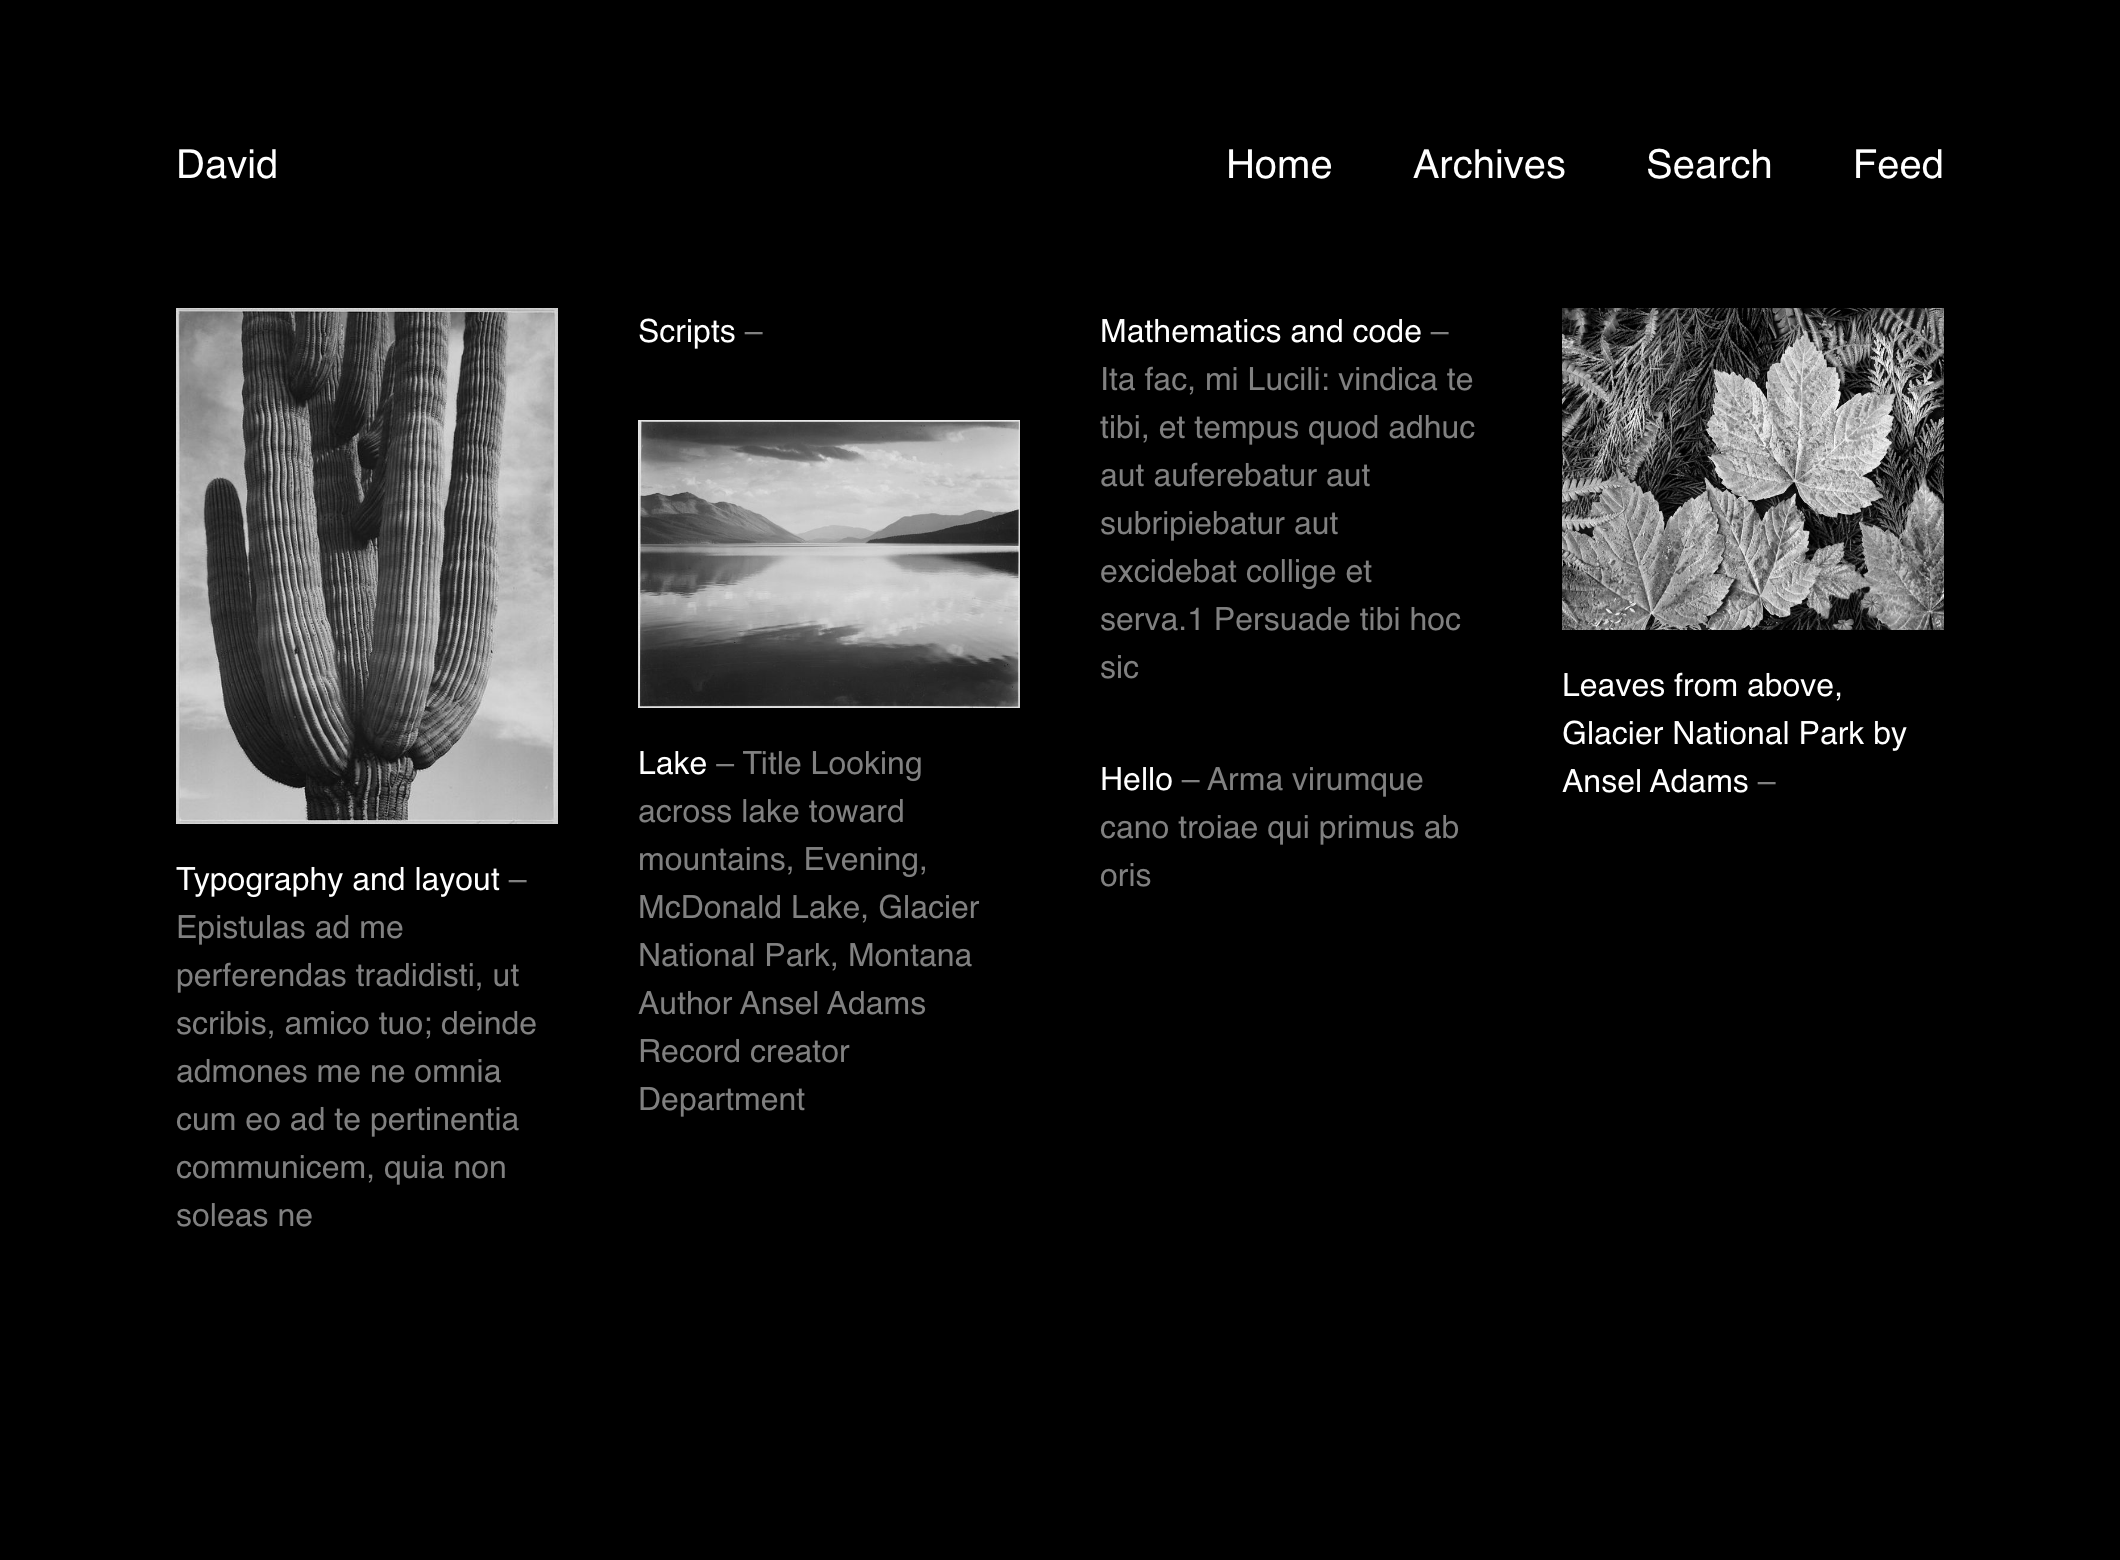 David
Home Archives Search Feed
Typography and layout –
Epistulas ad me
perferendas tradidisti, ut
scribis, amico tuo; deinde
admones me ne omnia
cum eo ad te pertinentia
communicem, quia non
soleas ne
Scripts –
Lake – Title Looking
across lake toward
mountains, Evening,
McDonald Lake, Glacier
National Park, Montana
Author Ansel Adams
Record creator
Department
Mathematics and code –
Ita fac, mi Lucili: vindica te
tibi, et tempus quod adhuc
aut auferebatur aut
subripiebatur aut
excidebat collige et
serva.1 Persuade tibi hoc
sic
Hello – Arma virumque
cano troiae qui primus ab
oris
Leaves from above,
Glacier National Park by
Ansel Adams –